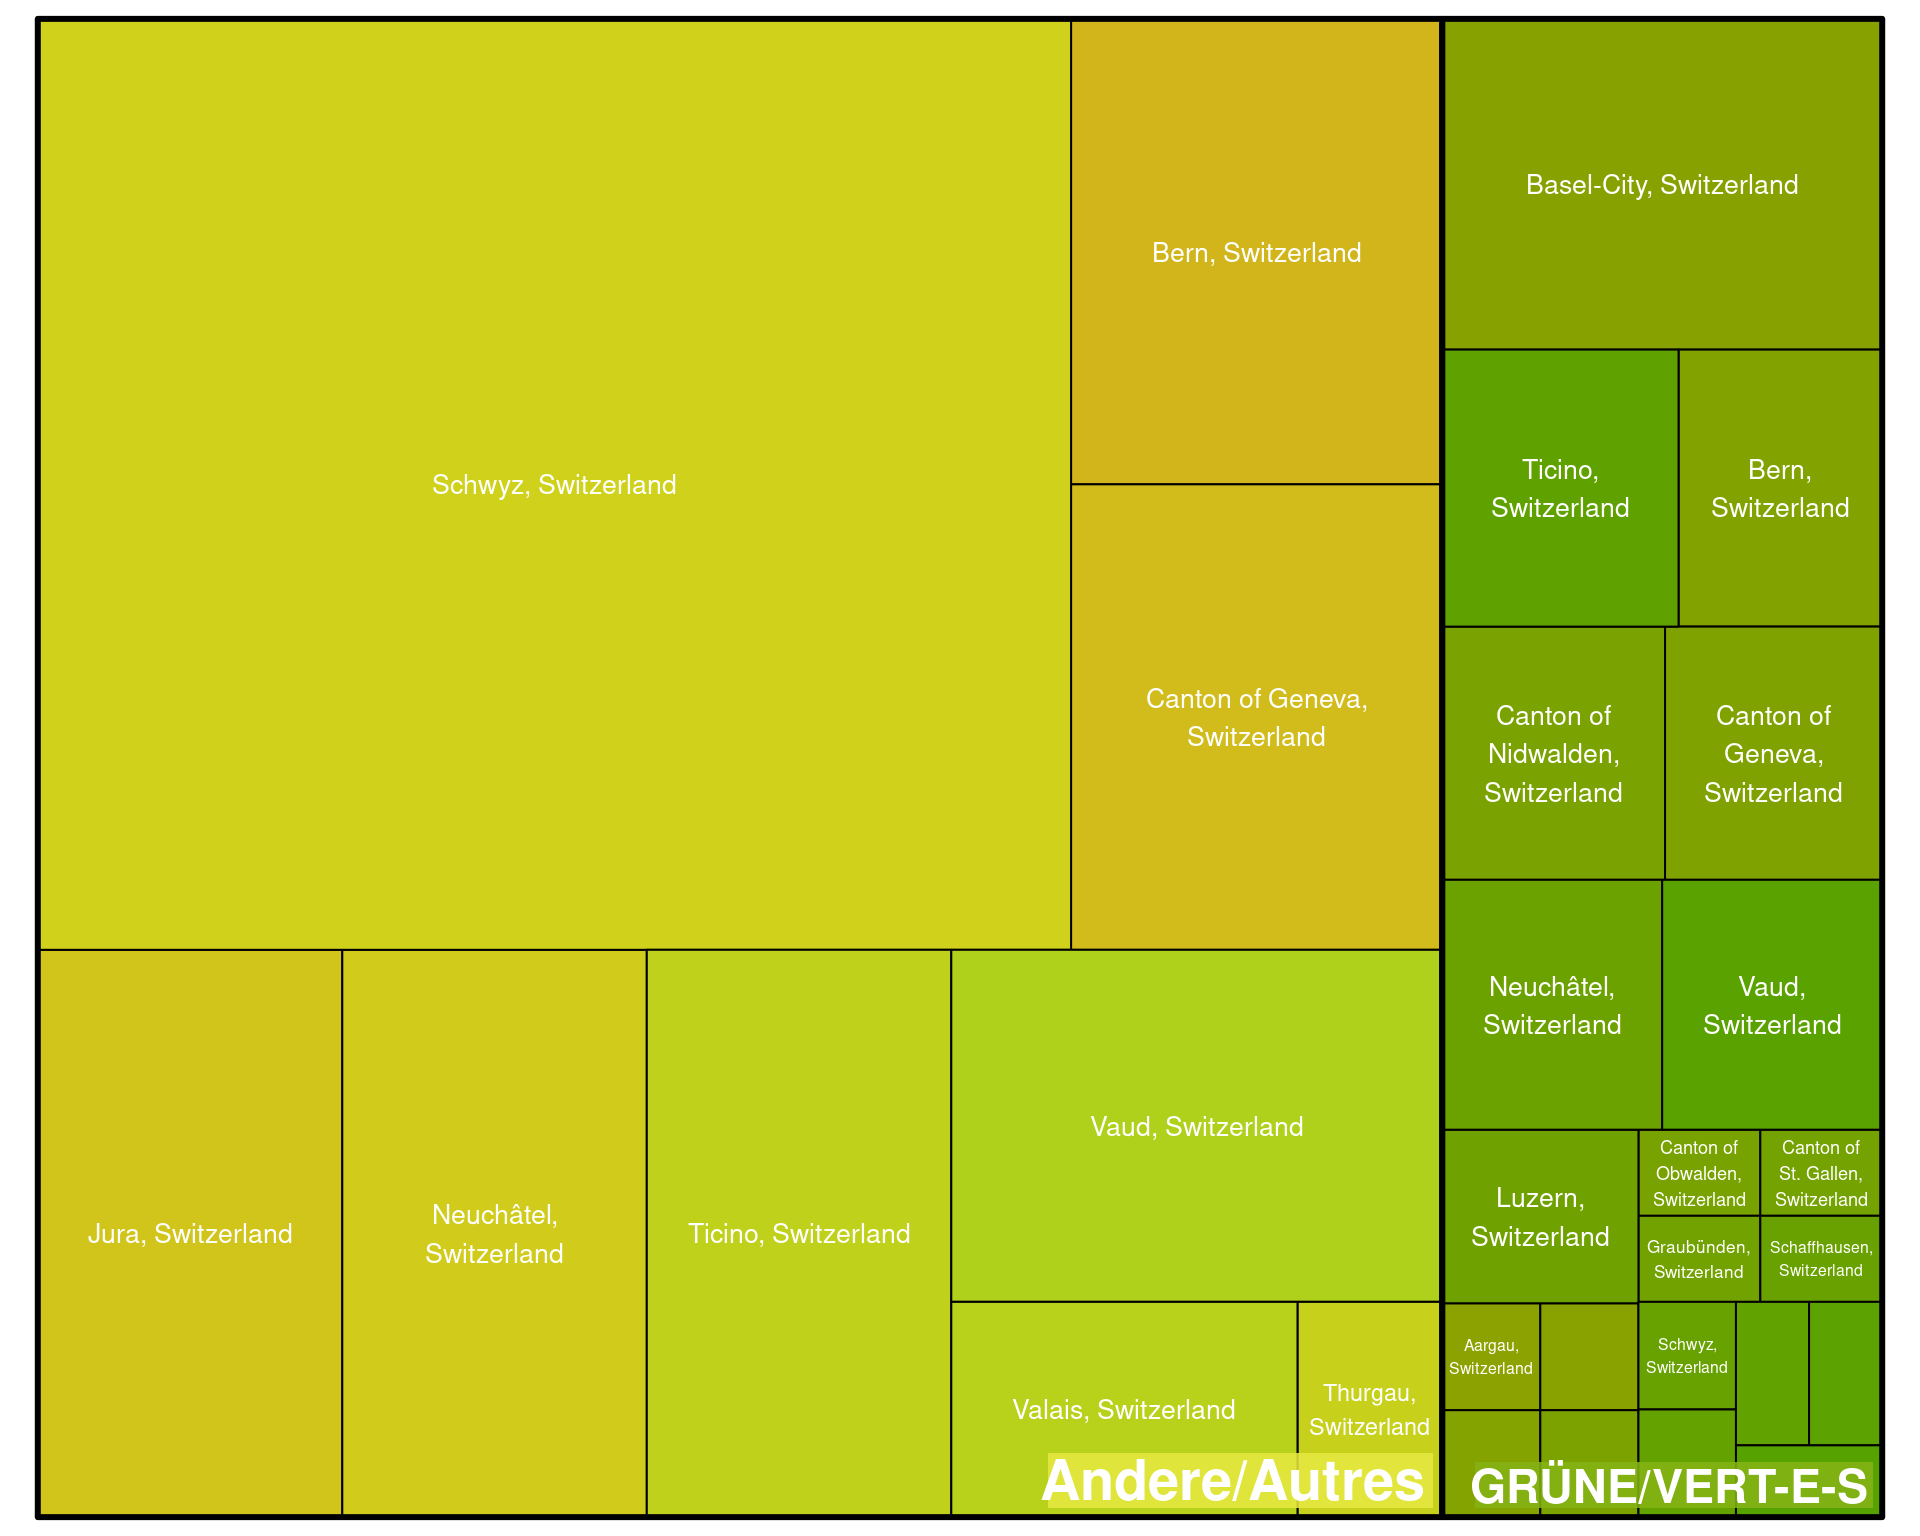 Schwyz, Switzerland
Bern, Switzerland
Canton of Geneva,
Switzerland
Jura, Switzerland
Neuchâtel,
Switzerland
Ticino, Switzerland
Vaud, Switzerland
Valais, Switzerland
Thurgau,
Switzerland
Andere/Autres
Basel-City, Switzerland
Ticino,
Switzerland
Bern,
Switzerland
Canton of
Nidwalden,
Switzerland
Canton of
Geneva,
Switzerland
Neuchâtel,
Switzerland
Vaud,
Switzerland
Luzern,
Switzerland
Canton of
Obwalden,
Switzerland
Canton of
St. Gallen,
Switzerland
Graubünden,
Switzerland
Schaffhausen,
Switzerland
Aargau,
Switzerland
Schwyz,
Switzerland
GRÜNE/VERT-E-S